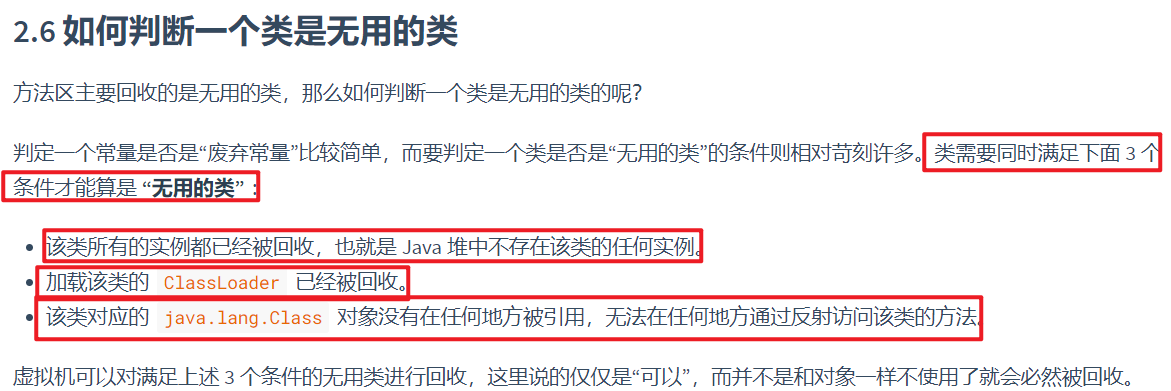 2.6 如何判断一个类是无用的类
方法区主要回收的是无用的类，那么如何判断一个类是无用的类的呢？
判定一个常量是否是“废弃常量”比较简单，而要判定一个类是否是“无用的类”的条件则相对苛刻许多。类需要同时满足下面 3 个
条件才能算是 “无用的类”：
• 该类所有的实例都已经被回收，也就是 Java 堆中不存在该类的任何实例。
• 加载该类的 ClassLoader 已经被回收。
• 该类对应的 java.lang.Class 对象没有在任何地方被引用，无法在任何地方通过反射访问该类的方法。
虚拟机可以对满足上述 3 个条件的无用类进行回收，这里说的仅仅是“可以”，而并不是和对象一样不使用了就会必然被回收。